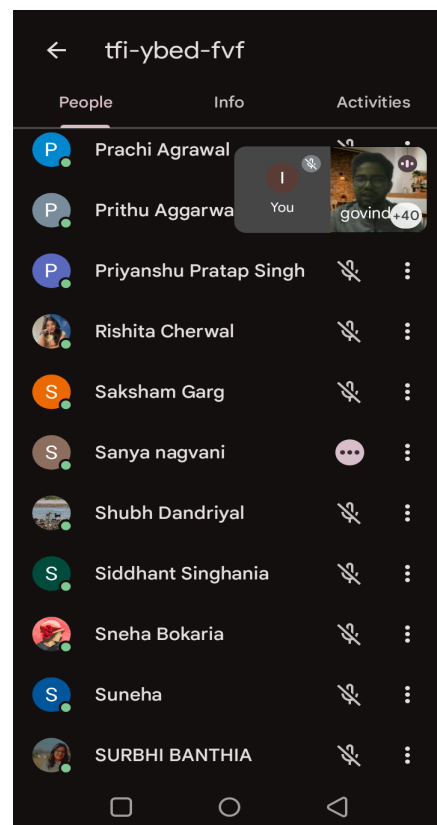 tfi-ybed-fvf
People Info Activities
P Prachi Agrawal
P Prithu Aggarwa
I
You
govind +40
P Priyanshu Pratap Singh
Rishita Cherwal
S Saksham Garg
S Sanya nagvani
Shubh Dandriyal
S Siddhant Singhania
Sneha Bokaria
S Suneha
SURBHI BANTHIA